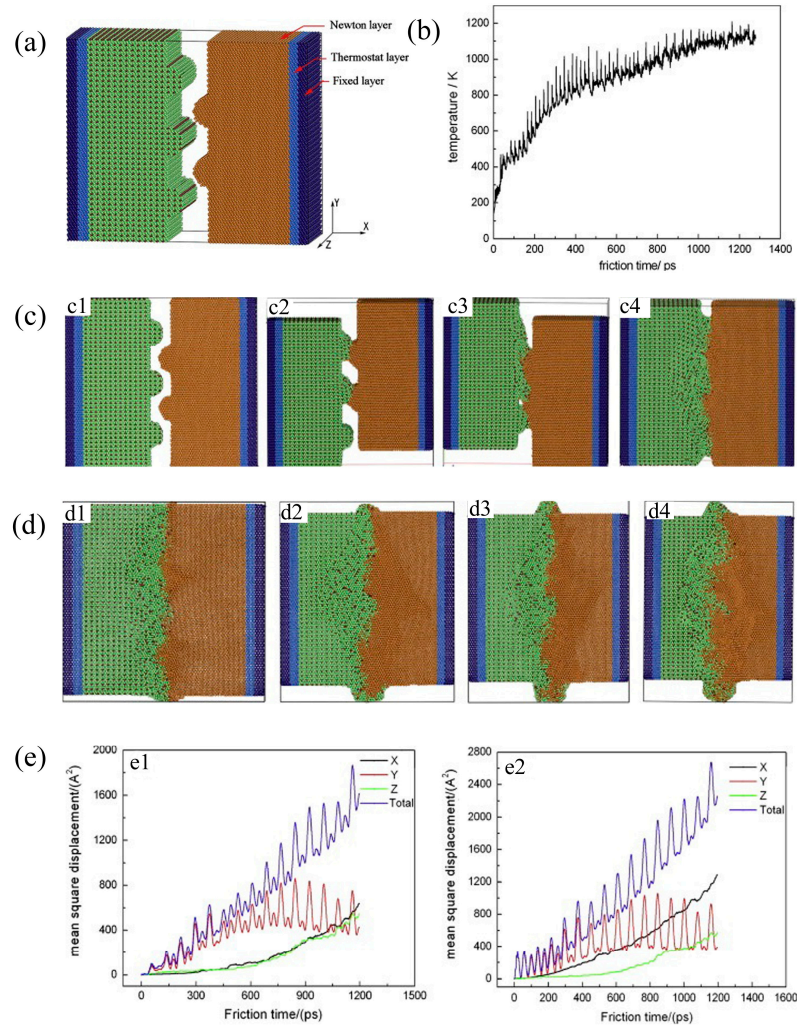 (a)
Newton layer
Thermostat layer
Fixed layer
Y
X
Z
(b)
temperature / K
1200
1000
800
600
400
200
0
0 200 400 600 800 1000 1200 1400
friction time/ ps
(c)
c1
c2
c3
c4
(d)
d1
d2
d3
d4
(e)
e1
mean square displacement/(A²)
2000
1600
1200
800
400
0
X
Y
Z
Total
0 300 600 900 1200 1500
Friction time/(ps)
e2
mean square displacement/(A²)
2800
2400
2000
1600
1200
800
400
0
X
Y
Z
Total
0 200 400 600 800 1000 1200 1400 1600
Friction time/(ps)